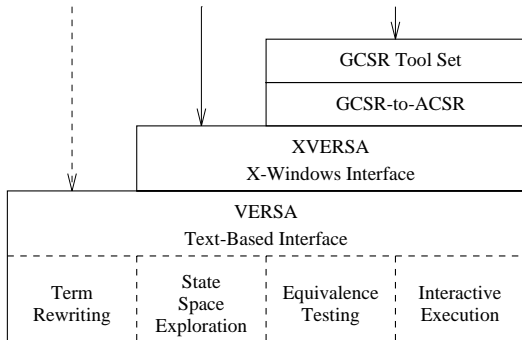 GCSR Tool Set
GCSR-to-ACSR
XVERSA
X-Windows Interface
VERSA
Text-Based Interface
Term
Rewriting
State
Space
Exploration
Equivalence
Testing
Interactive
Execution